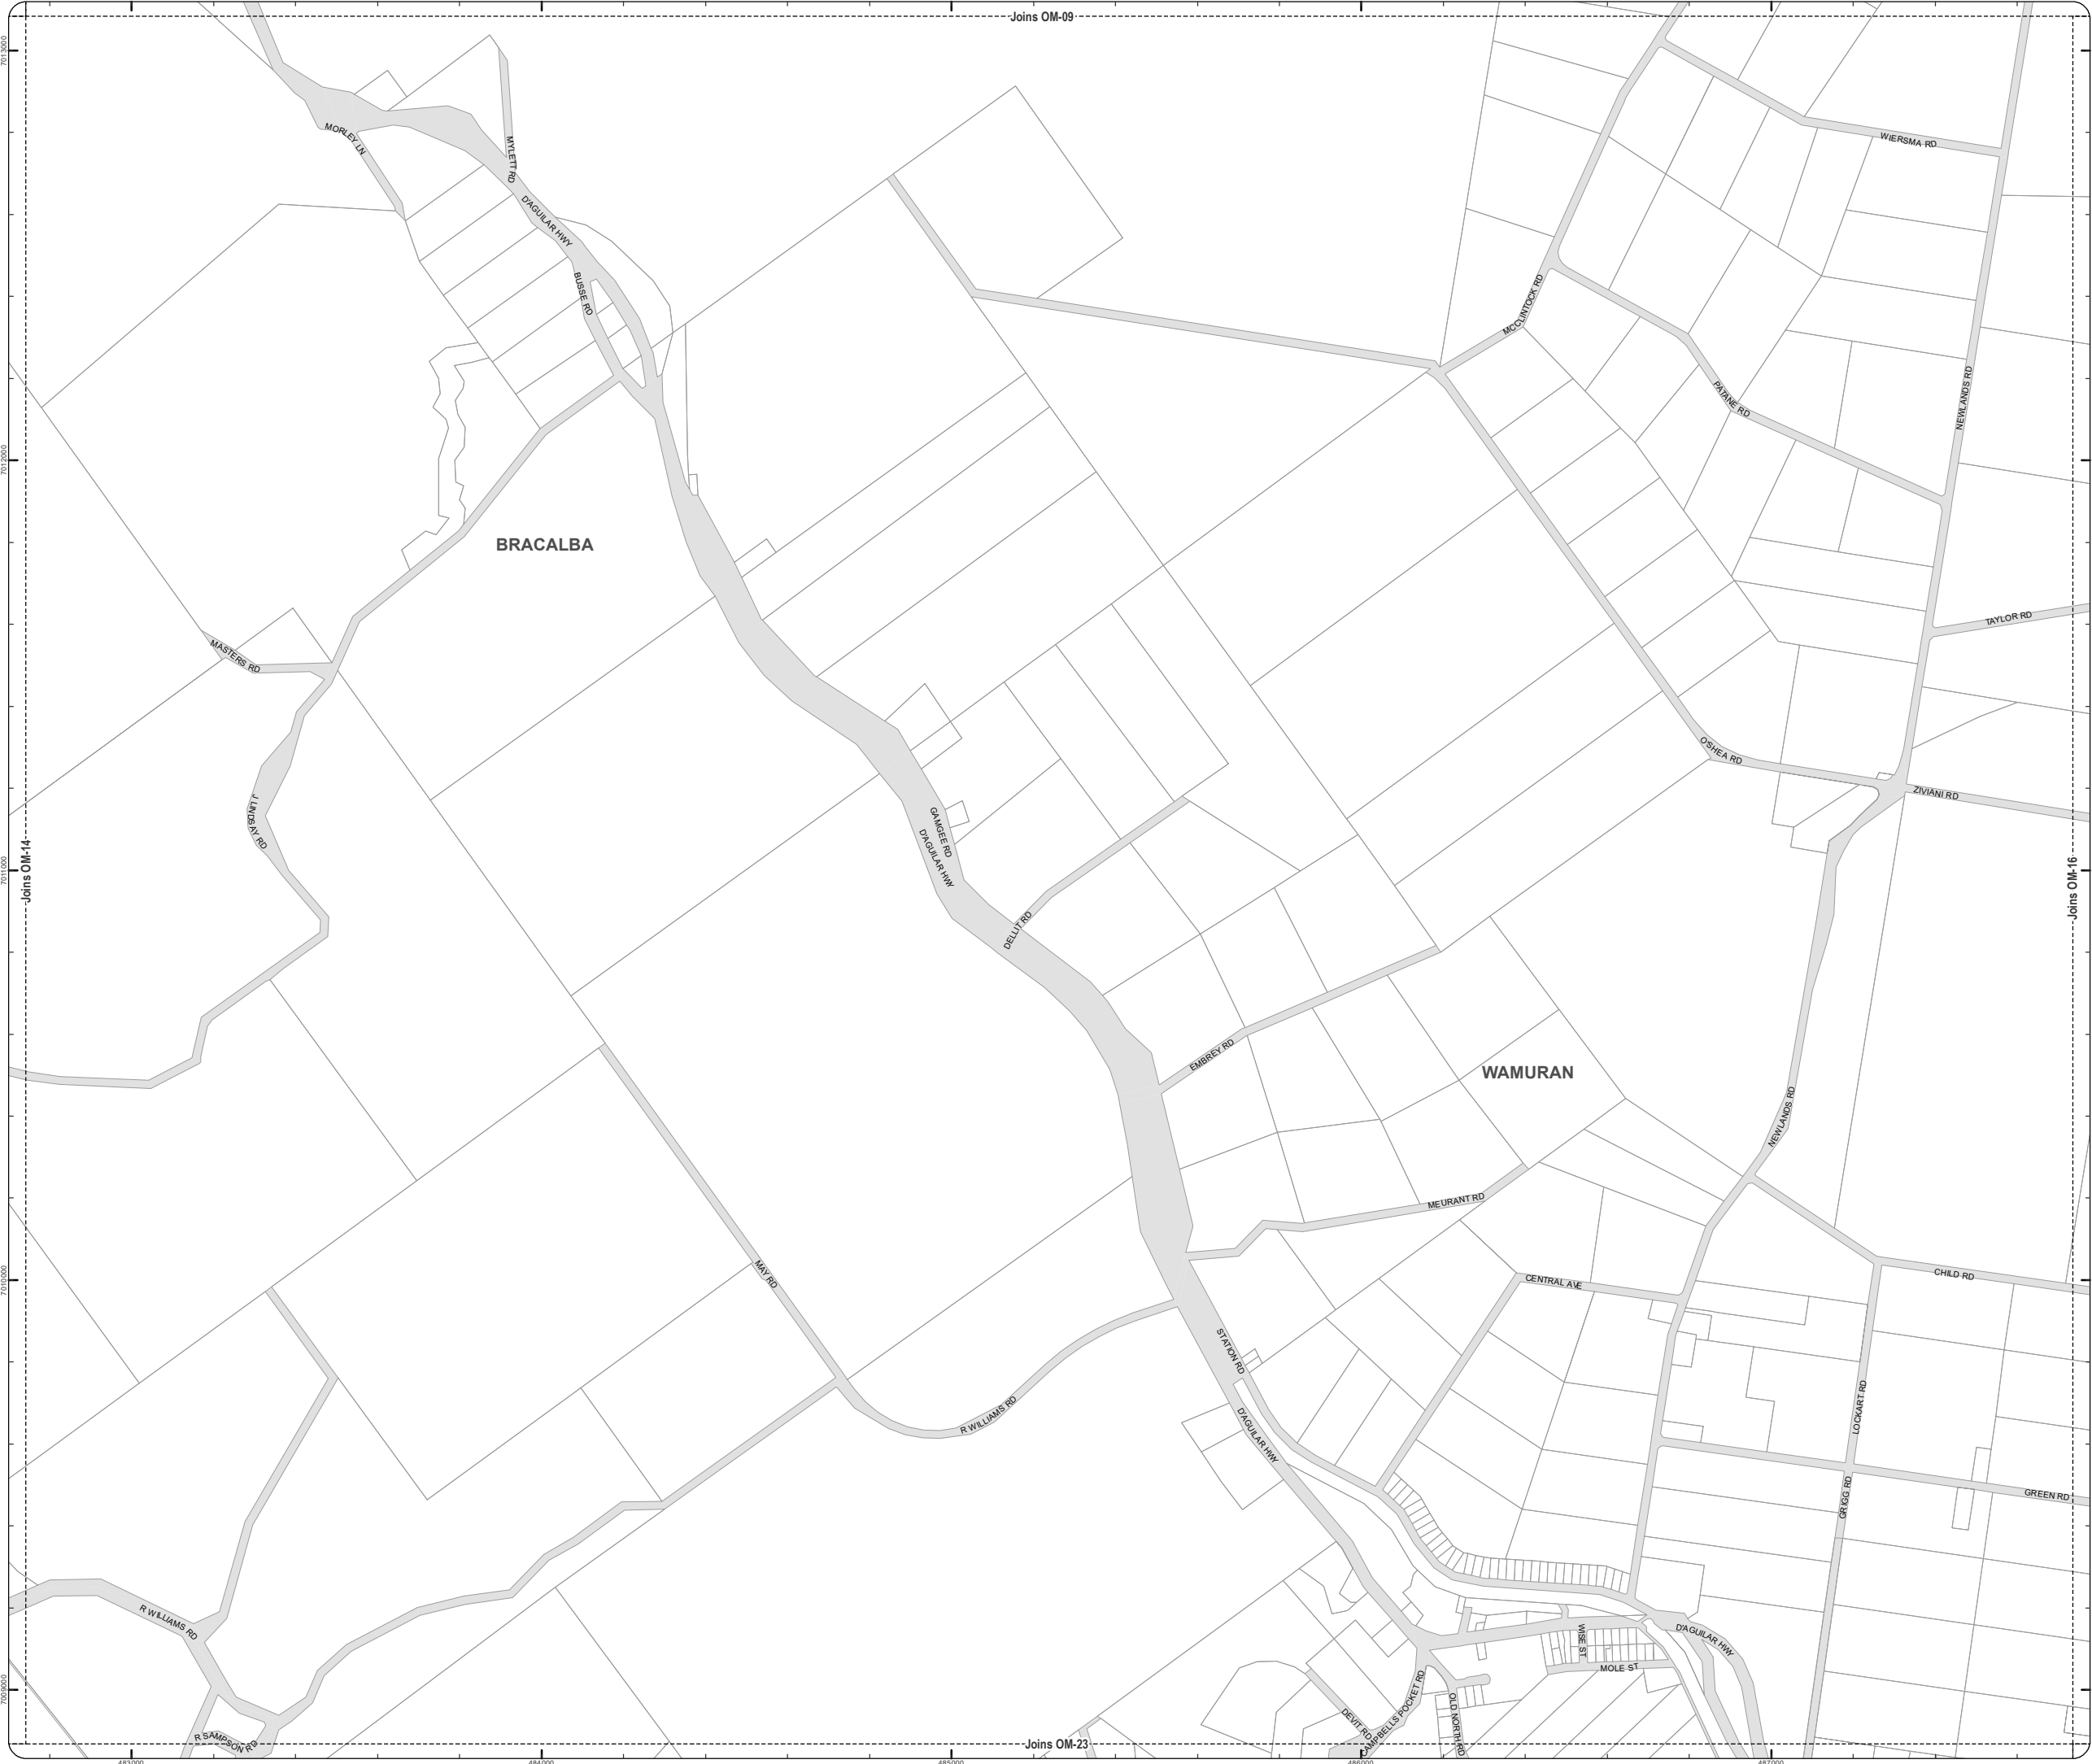 Joins OM-09
7013000
MORLEY LN
MYLETT RD
WIERSMA RD
D'AGUILAR HWY
BUSSE RD
MCCLINTOCK RD
PATANE RD
NEWLANDS RD
7012000
BRACALBA
TAYLOR RD
MASTERS RD
O'SHEA RD
ZIVIANI RD
J LINDSAY RD
GAMGEE RD
D'AGUILAR HWY
7011000
Joins OM-14
Joins OM-16
DELLIT RD
EMBREY RD
WAMURAN
NEWLANDS RD
MEURANT RD
7010000
MAY RD
CENTRAL AVE
CHILD RD
STATION RD
R WILLIAMS RD
D'AGUILAR HWY
LOCKART RD
GRIGG RD
GREEN RD
R WILLIAMS RD
WISE ST
D'AGUILAR HWY
MOLE ST
7009000
DEVIT RD
CAMPBELLS POCKET RD
OLD NORTH RD
R SAMPSON RD
Joins OM-23
483000
484000
485000
486000
487000